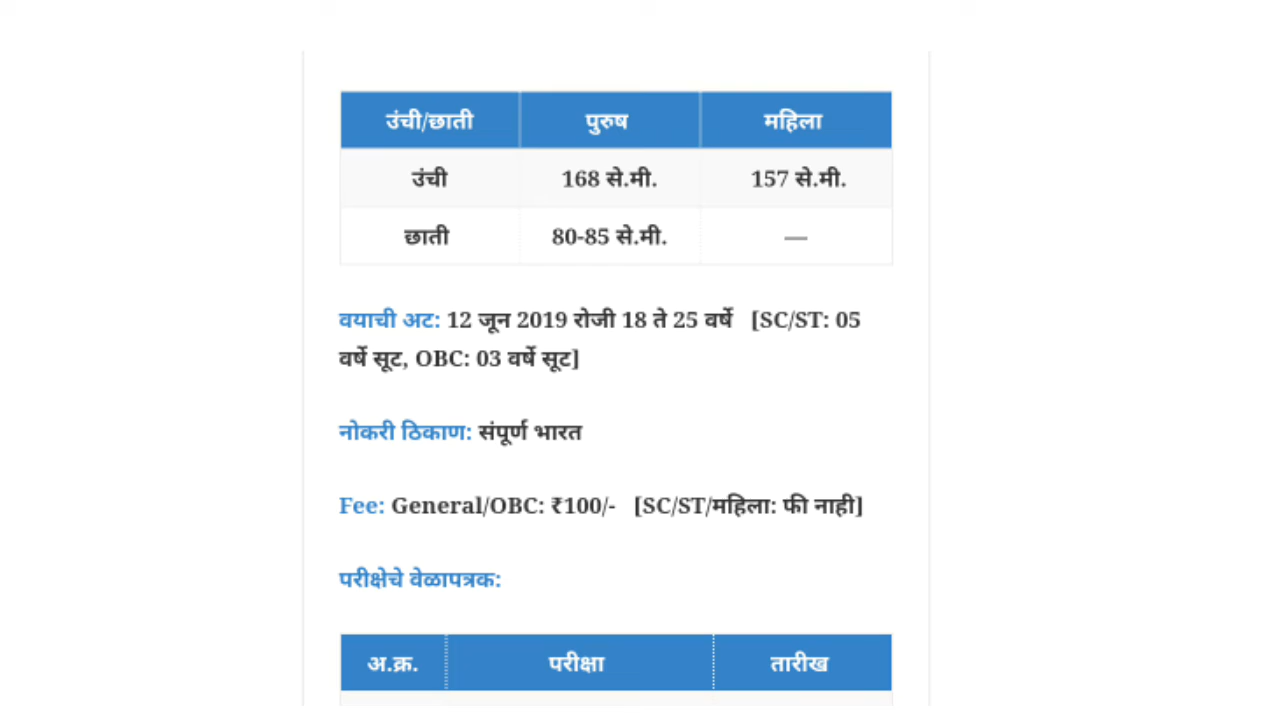 उंची/छाती पुरुष महिला
उंची 168 से.मी. 157 से.मी.
छाती 80-85 से.मी. —
वयाची अट: 12 जून 2019 रोजी 18 ते 25 वर्षे [SC/ST: 05
वर्षे सूट, OBC: 03 वर्षे सूट]
नोकरी ठिकाण: संपूर्ण भारत
Fee: General/OBC: ₹100/- [SC/ST/महिला: फी नाही]
परीक्षेचे वेळापत्रक:
अ.क्र. परीक्षा तारीख